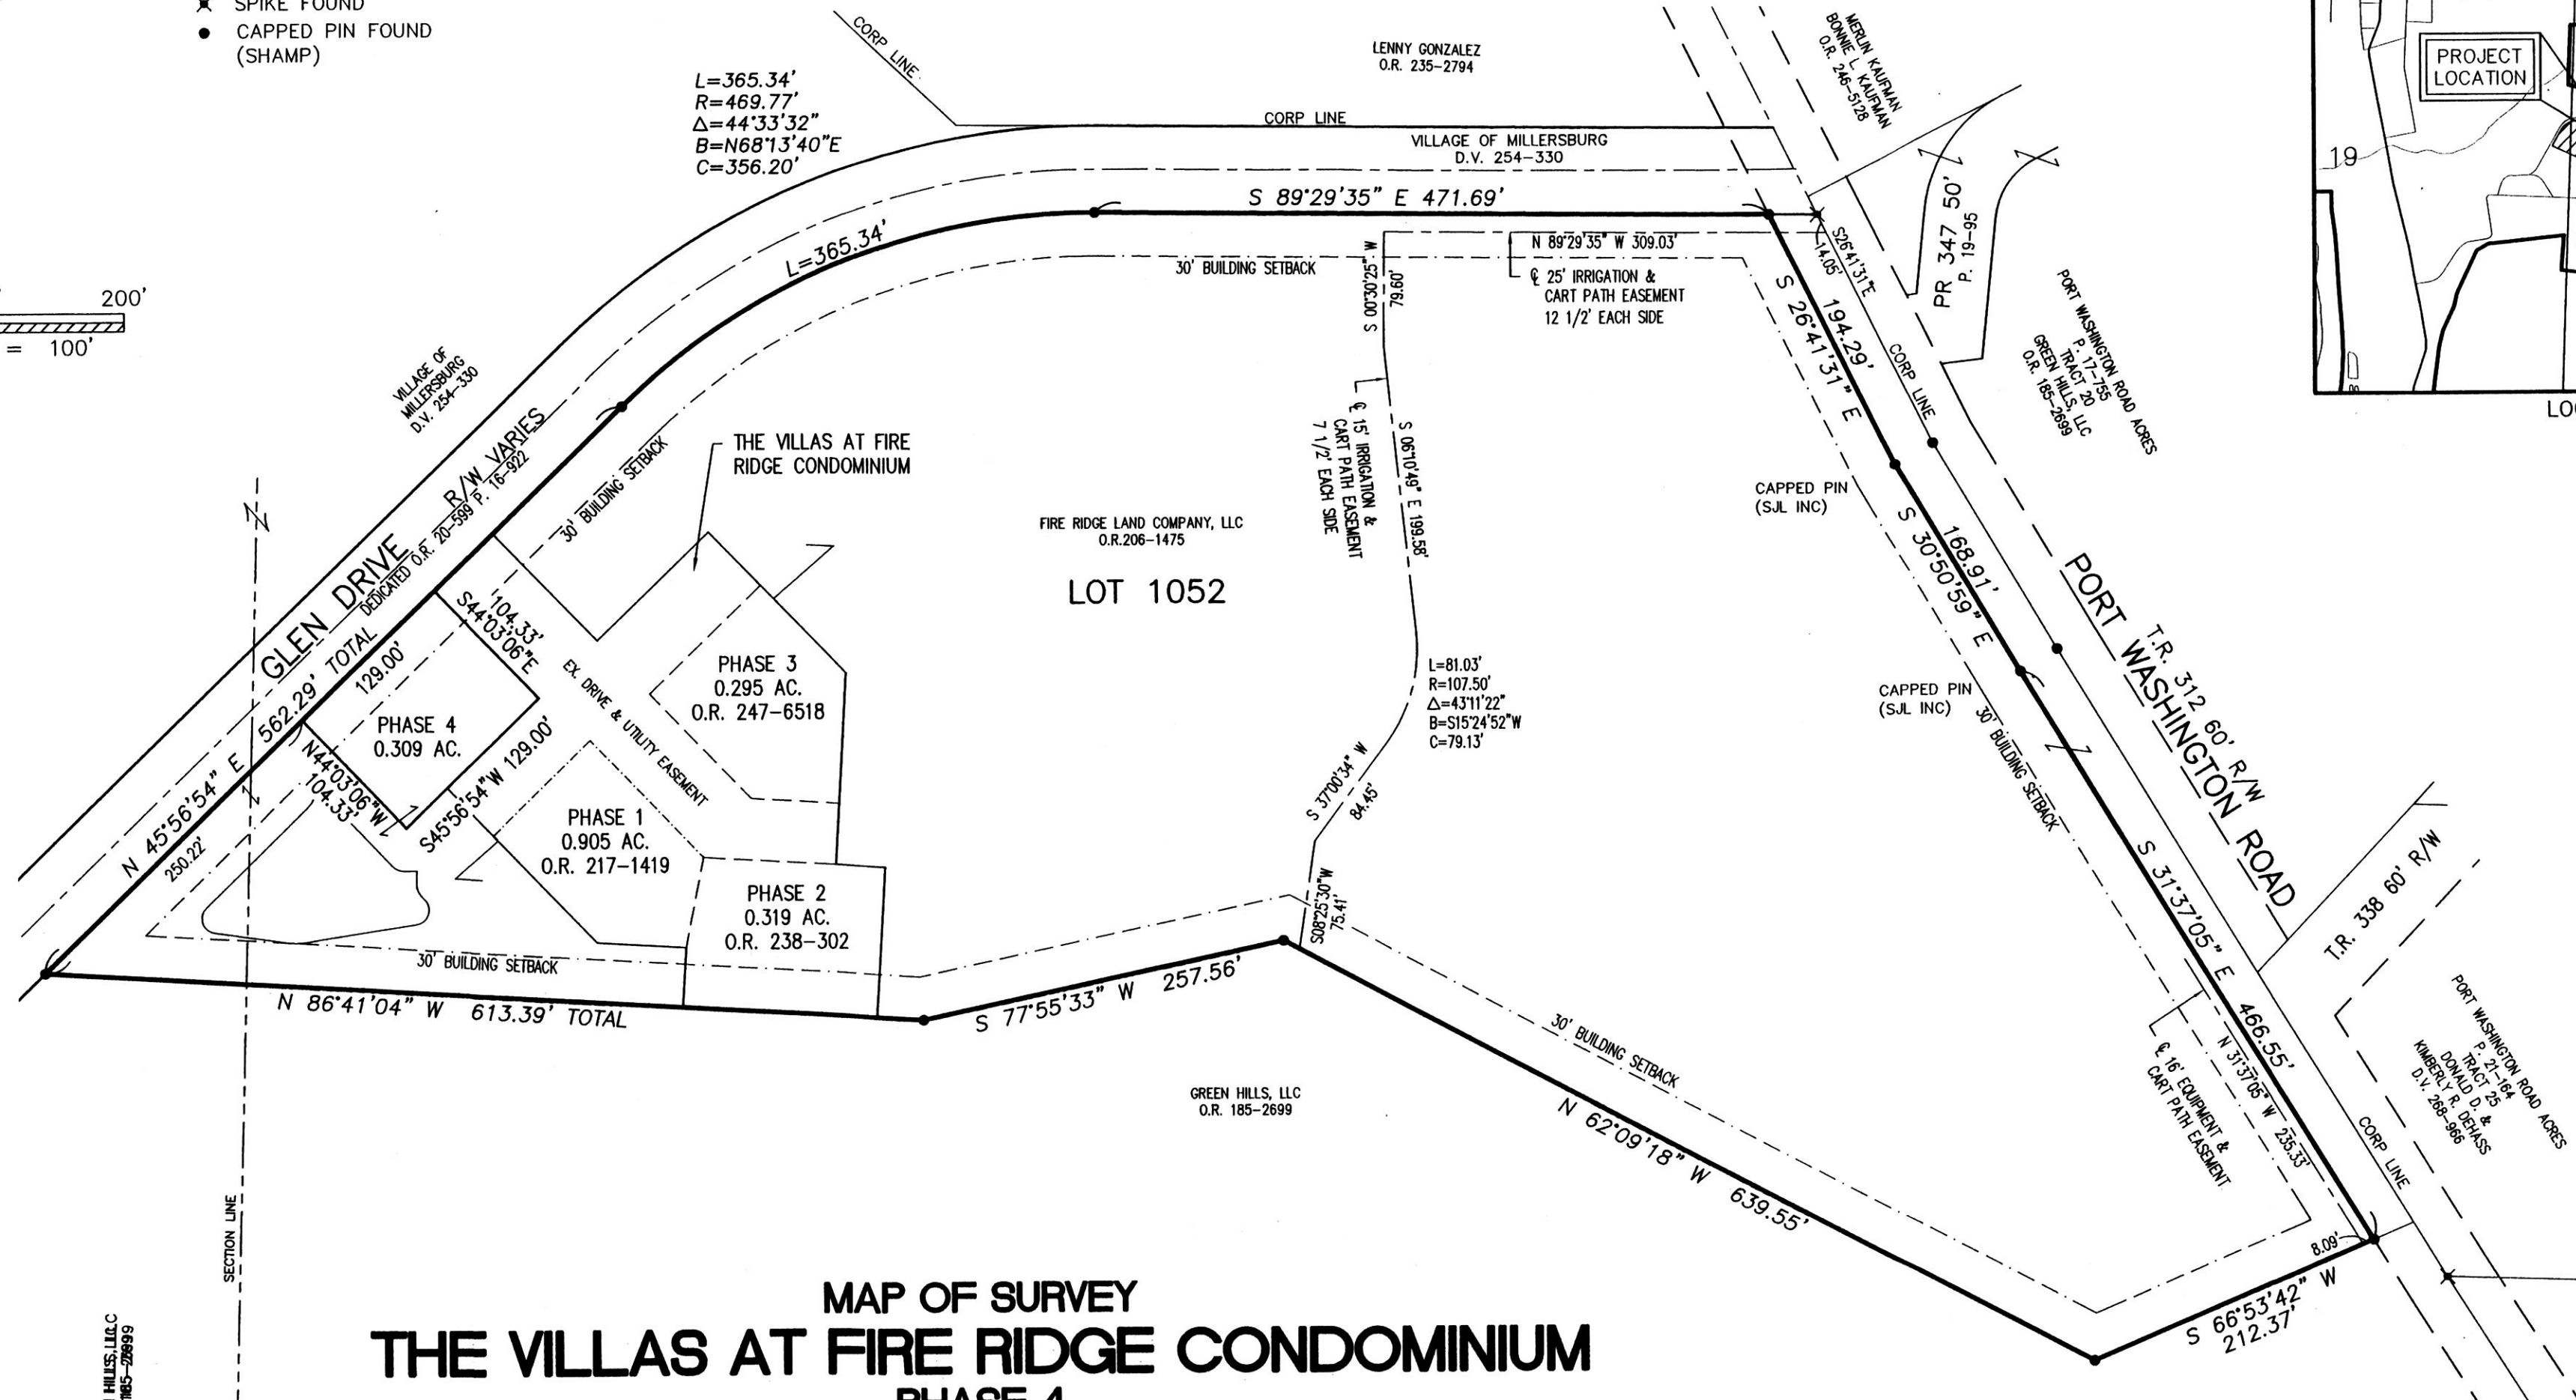 SPIKE FOUND
CAPPED PIN FOUND
(SHAMP)
200'
= 100'
L=365.34'
R=469.77'
Δ=44°33'32"
B=N68°13'40"E
C=356.20'
CORP LINE
LENNY GONZALEZ
O.R. 235-2794
CORP LINE
VILLAGE OF MILLERSBURG
D.V. 254-330
MERLIN KAUFMAN
BONNIE L. KAUFMAN
O.R. 246-5128
PROJECT
LOCATION
19
LO
S 89°29'35" E 471.69'
L=365.34'
30' BUILDING SETBACK
N 89°29'35" W 309.03'
℄ 25' IRRIGATION &
CART PATH EASEMENT
12 1/2' EACH SIDE
S 00°30'25" W
79.60'
S26°41'31"E
14.05'
194.29'
S 26°41'31" E
CORP LINE
PR 347 50'
P. 19-95
PORT WASHINGTON ROAD ACRES
P. 17-755
TRACT 20
GREEN HILLS, LLC
O.R. 185-2699
VILLAGE OF
MILLERSBURG
D.V. 254-330
GLEN DRIVE
R/W VARIES
DEDICATED O.R. 20-599 P. 16-922
30' BUILDING SETBACK
THE VILLAS AT FIRE
RIDGE CONDOMINIUM
FIRE RIDGE LAND COMPANY, LLC
O.R.206-1475
LOT 1052
℄ 15' IRRIGATION &
CART PATH EASEMENT
7 1/2' EACH SIDE
S 06°10'49" E 199.58'
CAPPED PIN
(SJL INC)
168.91'
S 30°50'59" E
CAPPED PIN
(SJL INC)
30' BUILDING SETBACK
PORT WASHINGTON ROAD
T.R. 312 60' R/W
N 45°56'54" E 562.29' TOTAL
129.00'
250.22'
104.33'
S44°03'06"E
PHASE 4
0.309 AC.
N44°03'06"W
104.33'
S45°56'54"W 129.00'
EX. DRIVE & UTILITY EASEMENT
PHASE 3
0.295 AC.
O.R. 247-6518
PHASE 1
0.905 AC.
O.R. 217-1419
PHASE 2
0.319 AC.
O.R. 238-302
L=81.03'
R=107.50'
Δ=43°11'22"
B=S15°24'52"W
C=79.13'
S 37°00'34" W
84.45'
S08°25'30"W
75.41'
30' BUILDING SETBACK
N 86°41'04" W 613.39' TOTAL
S 77°55'33" W 257.56'
30' BUILDING SETBACK
N 62°09'18" W 639.55'
GREEN HILLS, LLC
O.R. 185-2699
S 31°37'05" E 466.55'
N 31°37'05" W 235.33'
℄ 16' EQUIPMENT &
CART PATH EASEMENT
T.R. 338 60' R/W
PORT WASHINGTON ROAD ACRES
P. 21-164
TRACT 25
DONALD D. &
KIMBERLY R. DEHASS
D.V. 268-966
CORP LINE
8.09'
S 66°53'42" W
212.37'
SECTION LINE
HILLS, LLC
185-2699
MAP OF SURVEY
THE VILLAS AT FIRE RIDGE CONDOMINIUM
PHASE 4